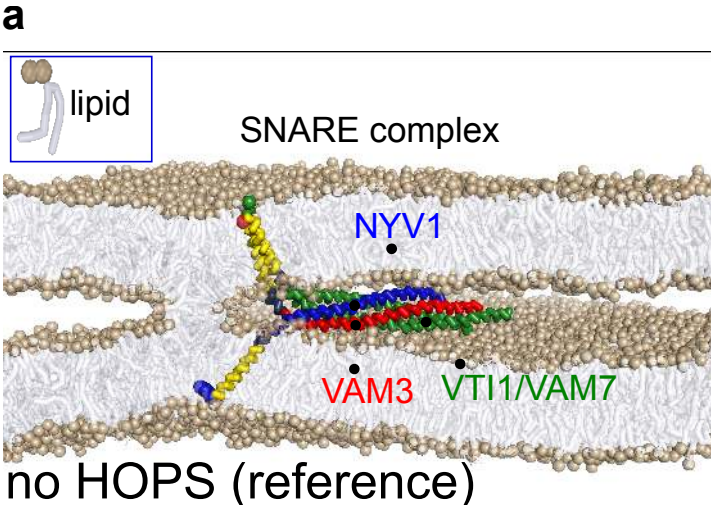 a
lipid
SNARE complex
NYV1
VAM3
VTI1/VAM7
no HOPS (reference)